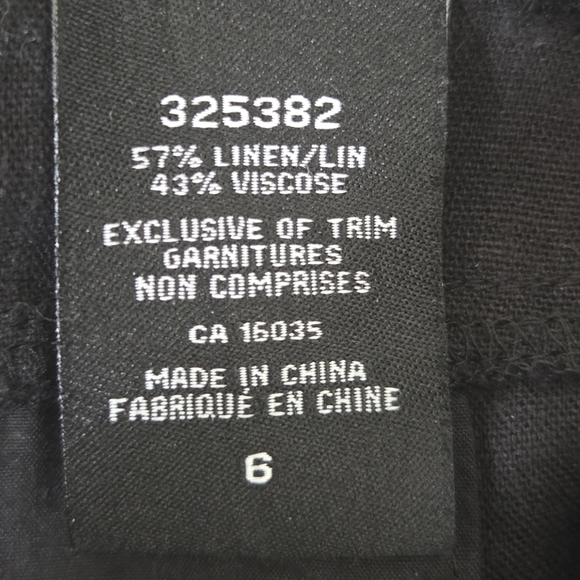 325382
57% LINEN/LIN
43% VISCOSE
EXCLUSIVE OF TRIM
GARNITURES
NON COMPRISES
CA 16035
MADE IN CHINA
FABRIQUÉ EN CHINE
6